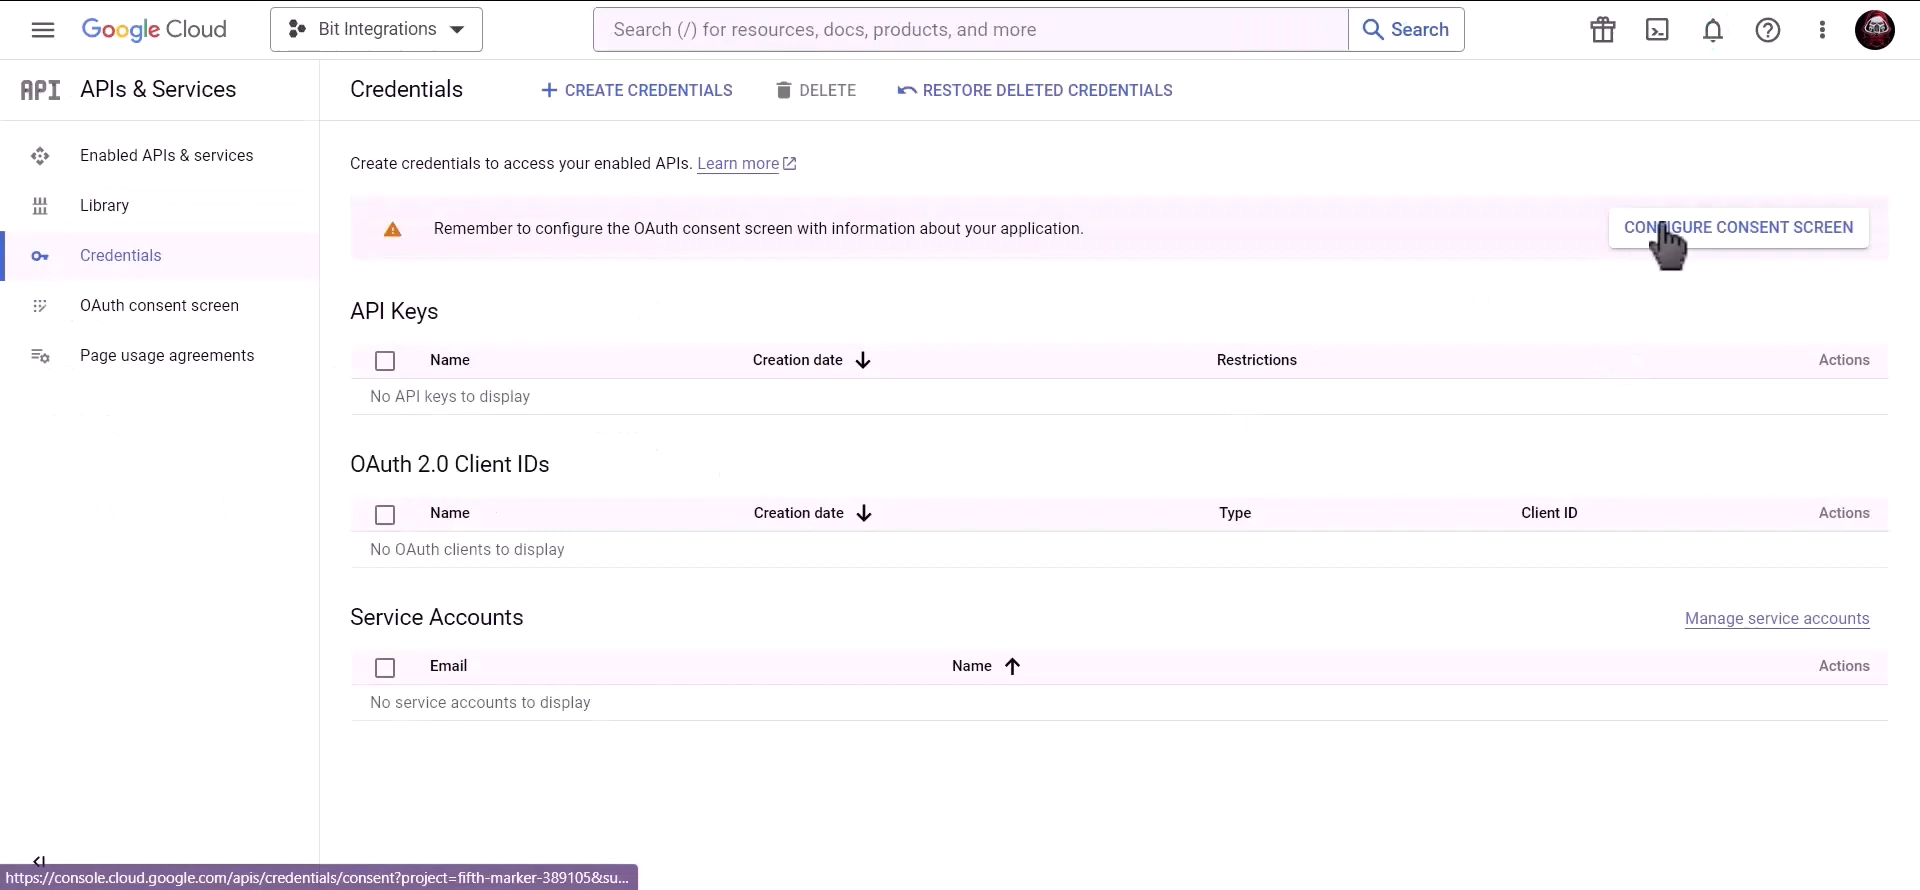 Google Cloud
Bit Integrations
Search (/) for resources, docs, products, and more
Search
API APIs & Services
Credentials
CREATE CREDENTIALS
DELETE
RESTORE DELETED CREDENTIALS
Enabled APIs & services
Library
Credentials
OAuth consent screen
Page usage agreements
Create credentials to access your enabled APIs. Learn more
Remember to configure the OAuth consent screen with information about your application.
CONFIGURE CONSENT SCREEN
API Keys
Name Creation date Restrictions Actions
No API keys to display
OAuth 2.0 Client IDs
Name Creation date Type Client ID Actions
No OAuth clients to display
Service Accounts
Manage service accounts
Email Name Actions
No service accounts to display
https://console.cloud.google.com/apis/credentials/consent?project=fifth-marker-389105&su...